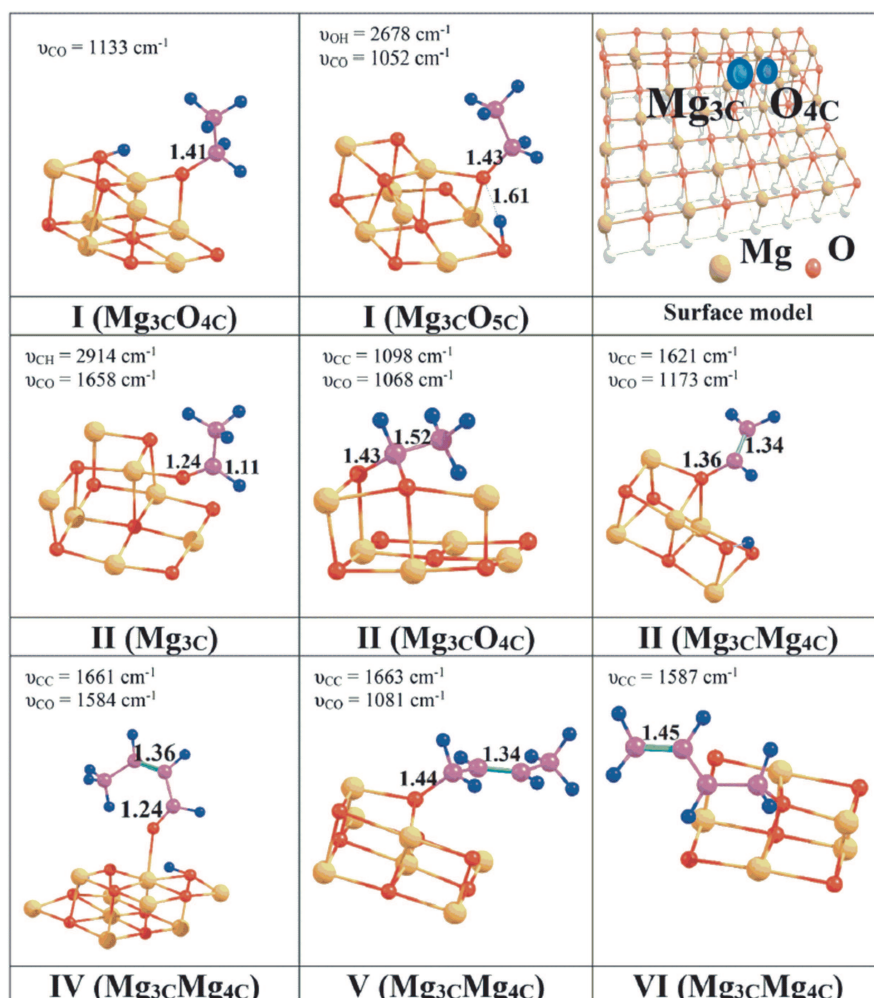 υCO = 1133 cm⁻¹
1.41
I (Mg₃CO₄C)
υOH = 2678 cm⁻¹
υCO = 1052 cm⁻¹
1.43
1.61
I (Mg₃CO₅C)
Mg₃C O₄C
Mg O
Surface model
υCH = 2914 cm⁻¹
υCO = 1658 cm⁻¹
1.24 1.11
II (Mg₃C)
υCC = 1098 cm⁻¹
υCO = 1068 cm⁻¹
1.43 1.52
II (Mg₃CO₄C)
υCC = 1621 cm⁻¹
υCO = 1173 cm⁻¹
1.34
1.36
II (Mg₃CMg₄C)
υCC = 1661 cm⁻¹
υCO = 1584 cm⁻¹
1.36
1.24
IV (Mg₃CMg₄C)
υCC = 1663 cm⁻¹
υCO = 1081 cm⁻¹
1.34
1.44
V (Mg₃CMg₄C)
υCC = 1587 cm⁻¹
1.45
VI (Mg₃CMg₄C)